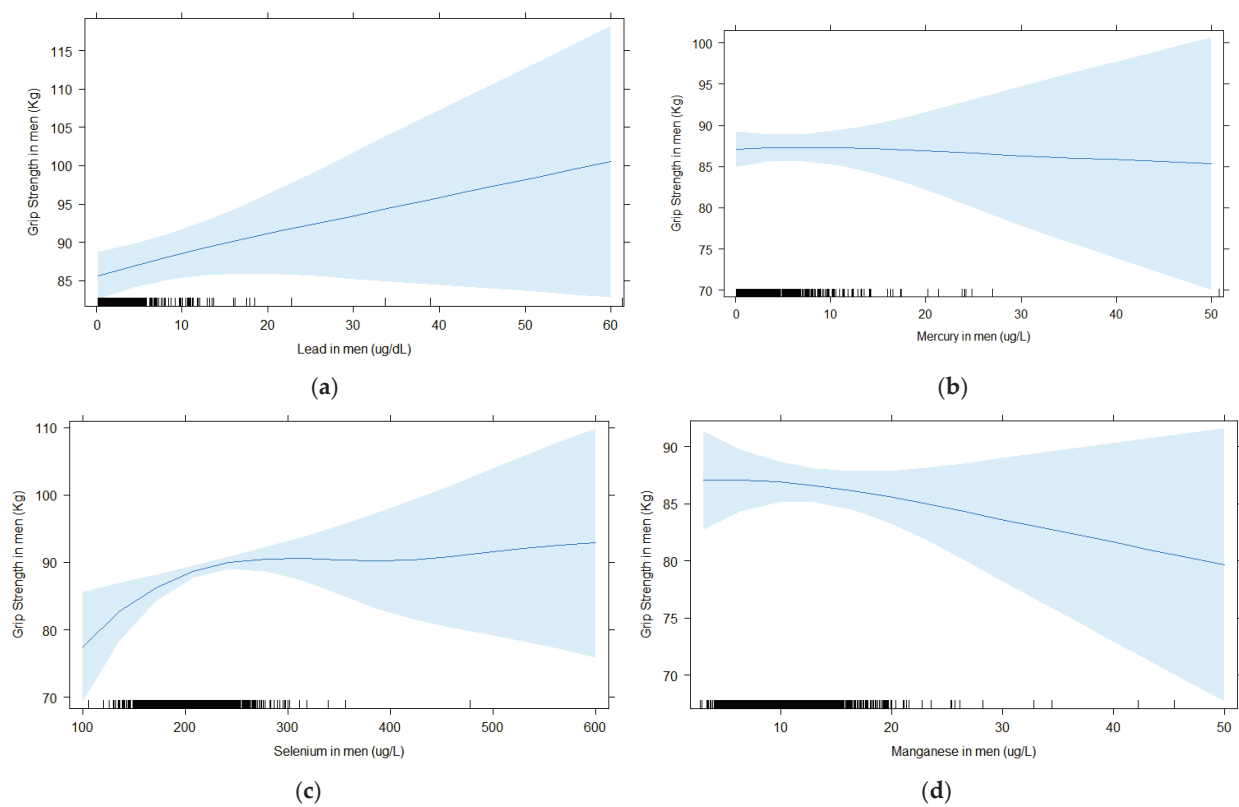 115
110
105
100
95
90
85
Grip Strength in men (Kg)
0 10 20 30 40 50 60
Lead in men (ug/dL)
(a)
100
95
90
85
80
75
70
Grip Strength in men (Kg)
0 10 20 30 40 50
Mercury in men (ug/L)
(b)
110
100
90
80
70
Grip Strength in men (Kg)
100 200 300 400 500 600
Selenium in men (ug/L)
(c)
90
85
80
75
70
Grip Strength in men (Kg)
10 20 30 40 50
Manganese in men (ug/L)
(d)